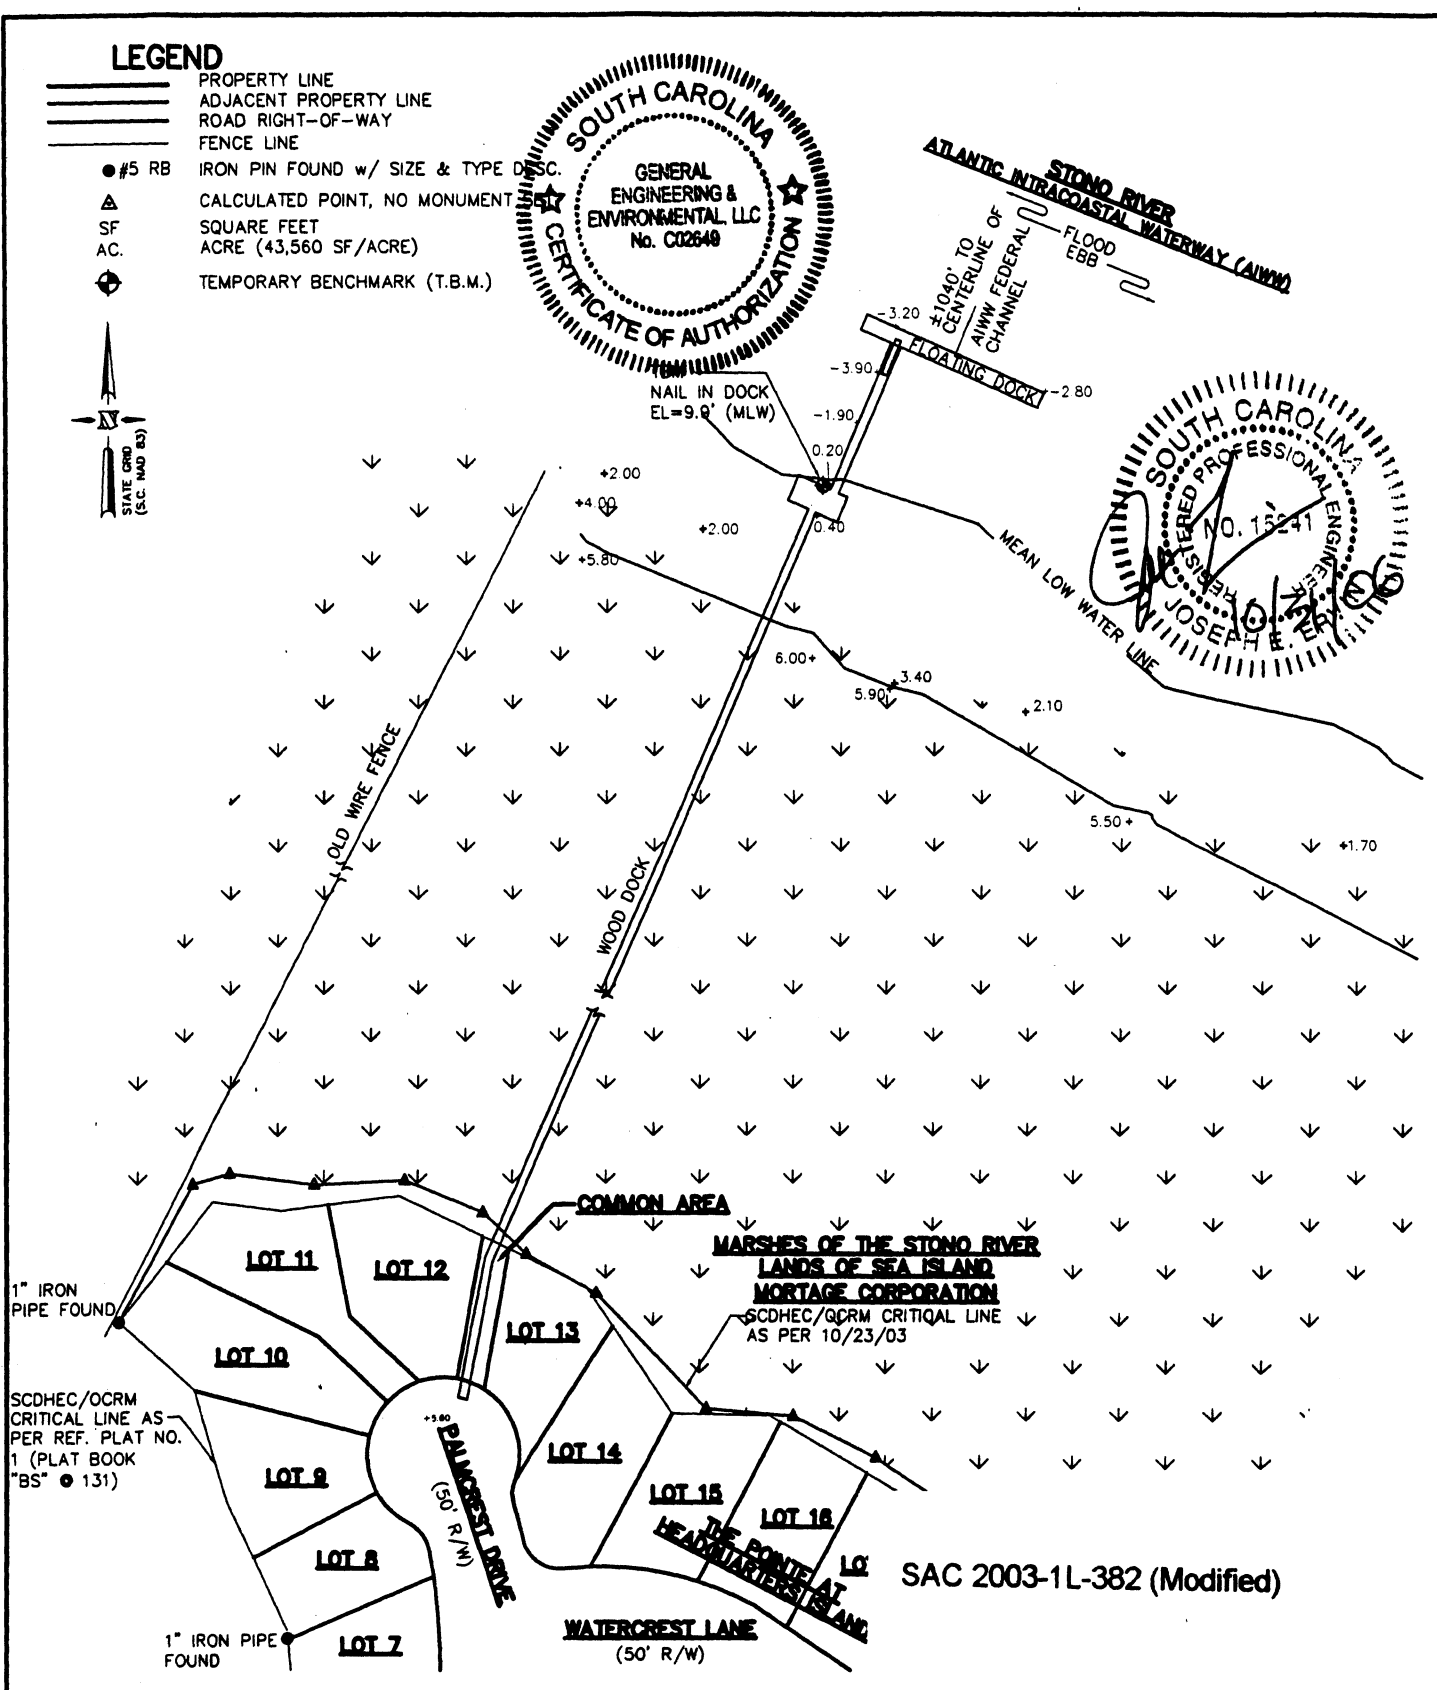 LEGEND
PROPERTY LINE
ADJACENT PROPERTY LINE
ROAD RIGHT-OF-WAY
FENCE LINE
#5 RB IRON PIN FOUND w/ SIZE & TYPE DESC.
CALCULATED POINT, NO MONUMENT SET
SF SQUARE FEET
AC. ACRE (43,560 SF/ACRE)
TEMPORARY BENCHMARK (T.B.M.)
STATE GRID
(S.C. NAD 83)
SOUTH CAROLINA
GENERAL
ENGINEERING &
ENVIRONMENTAL, LLC
No. C02649
CERTIFICATE OF AUTHORIZATION
STONO RIVER
ATLANTIC INTRACOASTAL WATERWAY (AIWW)
FLOOD
EBB
±1040' TO
CENTERLINE OF
AIWW FEDERAL
CHANNEL
-3.20
FLOATING DOCK
-2.80
-3.90
TBM
NAIL IN DOCK
EL=9.9' (MLW)
-1.90
0.20
0.40
+2.00
+4.00
+2.00
+5.80
MEAN LOW WATER LINE
SOUTH CAROLINA
REGISTERED PROFESSIONAL ENGINEER
NO. 15241
JOSEPH E.
6.00+
3.40
5.90
2.10
5.50+
+1.70
OLD WIRE FENCE
WOOD DOCK
COMMON AREA
MARSHES OF THE STONO RIVER
LANDS OF SEA ISLAND
MORTAGE CORPORATION
SCDHEC/OCRM CRITICAL LINE
AS PER 10/23/03
1" IRON
PIPE FOUND
LOT 11
LOT 12
LOT 13
LOT 10
SCDHEC/OCRM
CRITICAL LINE AS
PER REF. PLAT NO.
1 (PLAT BOOK
"BS" @ 131)
+5.60
PALMCREST DRIVE
(50' R/W)
LOT 14
LOT 9
LOT 15
LOT 16
LOT 8
THE POINTE AT
HEADQUARTERS ISLAND
LO
SAC 2003-1L-382 (Modified)
WATERCREST LANE
(50' R/W)
1" IRON PIPE
FOUND
LOT 7